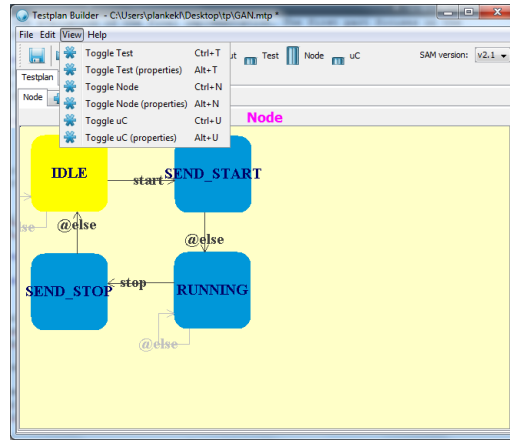 Testplan Builder - C:\Users\plankekl\Desktop\tp\GAN.mtp *
File Edit View Help
Toggle Test Ctrl+T
Toggle Test (properties) Alt+T
Toggle Node Ctrl+N
Toggle Node (properties) Alt+N
Toggle uC Ctrl+U
Toggle uC (properties) Alt+U
Test Node uC SAM version: v2.1
Testplan
Node
Node
IDLE
start
SEND_START
@else
@else
SEND_STOP
stop
RUNNING
@else